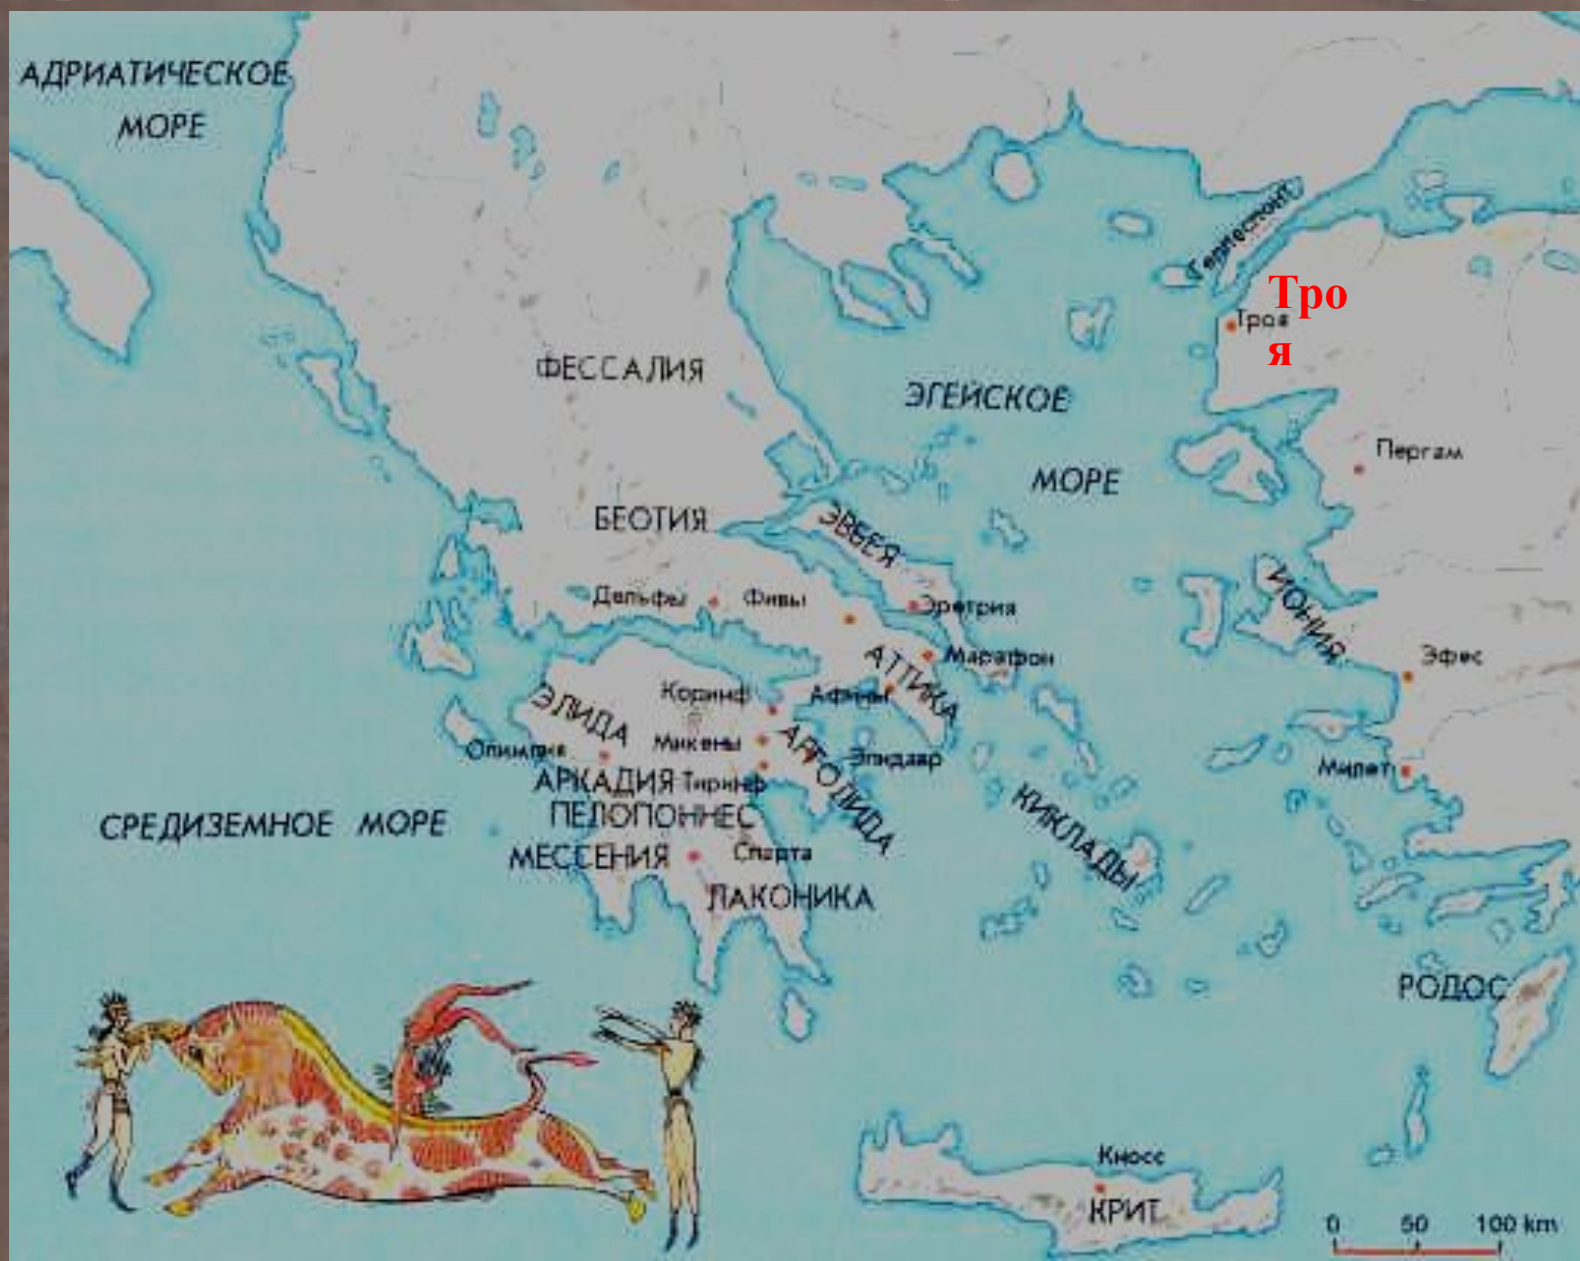 АДРИАТИЧЕСКОЕ
МОРЕ
Геллеспонт
Тро
я
Троя
ФЕССАЛИЯ
ЭГЕЙСКОЕ
МОРЕ
Пергам
БЕОТИЯ
ЭВБЕЯ
ИОНИЯ
Дельфы
Фивы
Эретрия
АТТИКА
Марафон
Эфес
Коринф
Афины
ЭЛИДА
Олимпия
Микены
АРГОЛИДА
Эпидавр
Милет
АРКАДИЯ
Тиринф
ПЕЛОПОННЕС
КИКЛАДЫ
СРЕДИЗЕМНОЕ МОРЕ
МЕССЕНИЯ
Спарта
ЛАКОНИКА
РОДОС
Кносс
КРИТ
0 50 100 km